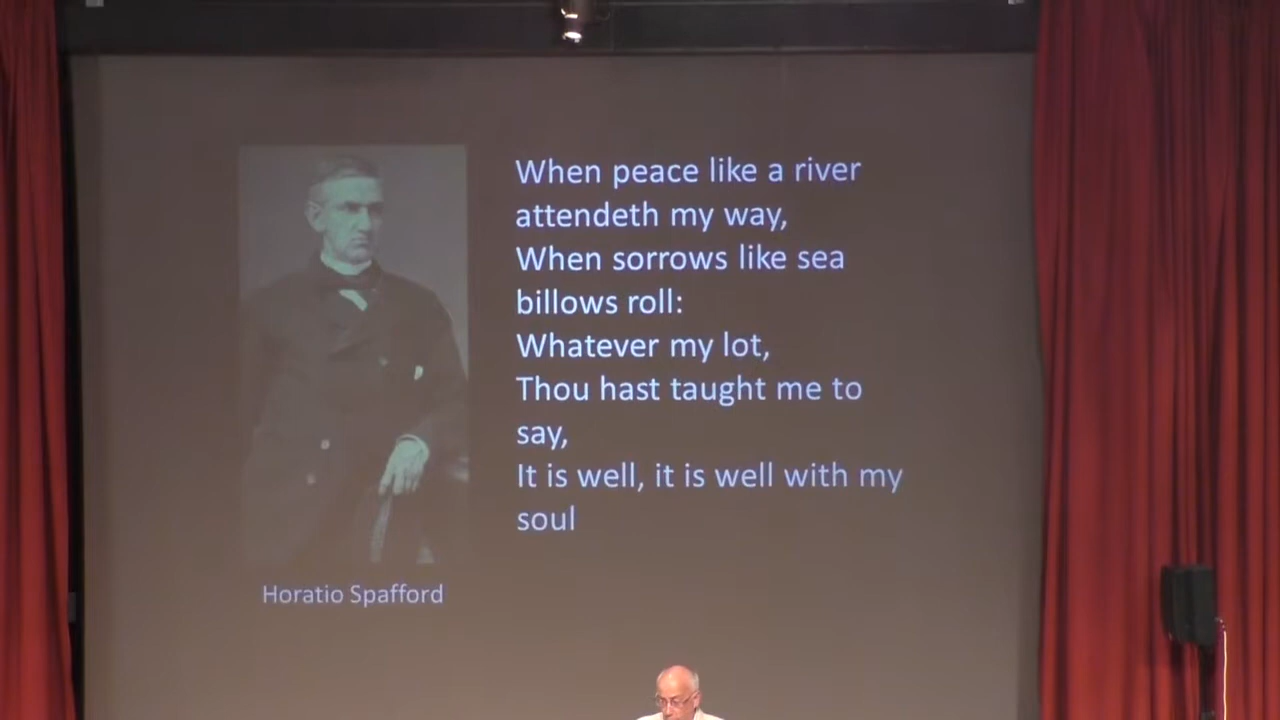 When peace like a river
attendeth my way,
When sorrows like sea
billows roll:
Whatever my lot,
Thou hast taught me to
say,
It is well, it is well with my
soul
Horatio Spafford